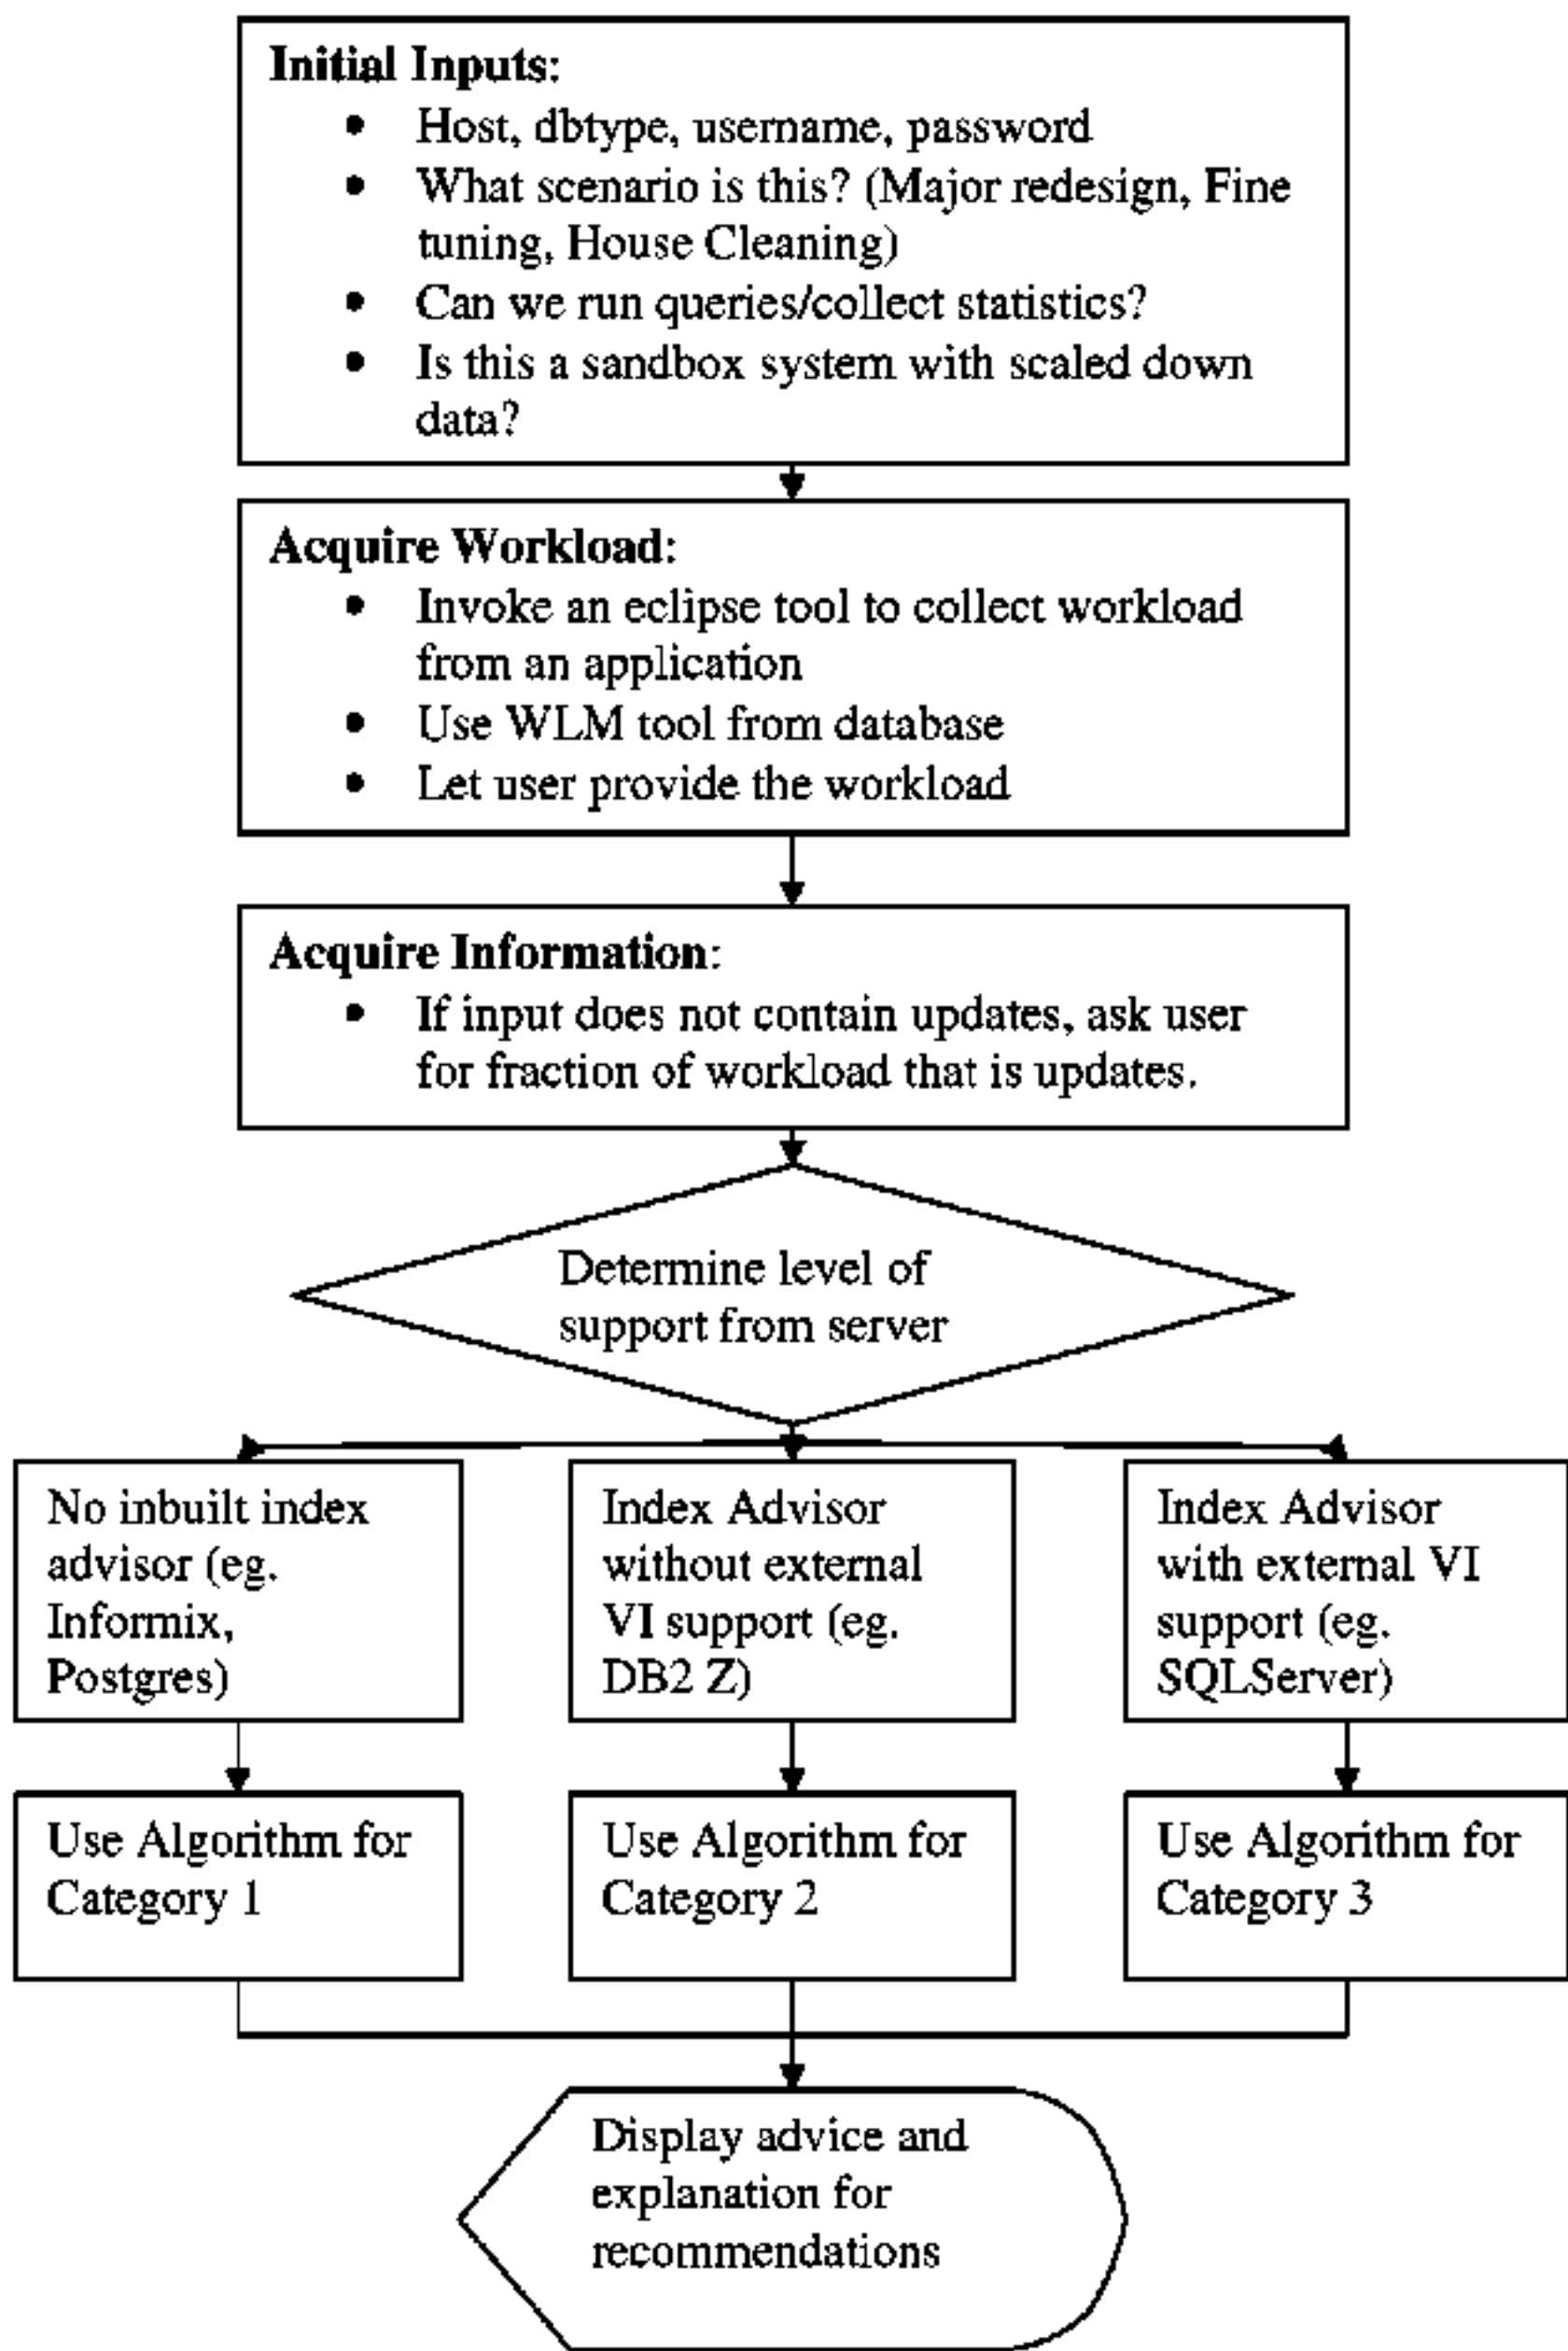 Initial Inputs:
• Host, dbtype, username, password
• What scenario is this? (Major redesign, Fine
tuning, House Cleaning)
• Can we run queries/collect statistics?
• Is this a sandbox system with scaled down
data?
Acquire Workload:
• Invoke an eclipse tool to collect workload
from an application
• Use WLM tool from database
• Let user provide the workload
Acquire Information:
• If input does not contain updates, ask user
for fraction of workload that is updates.
Determine level of
support from server
No inbuilt index
advisor (eg.
Informix,
Postgres)
Index Advisor
without external
VI support (eg.
DB2 Z)
Index Advisor
with external VI
support (eg.
SQLServer)
Use Algorithm for
Category 1
Use Algorithm for
Category 2
Use Algorithm for
Category 3
Display advice and
explanation for
recommendations